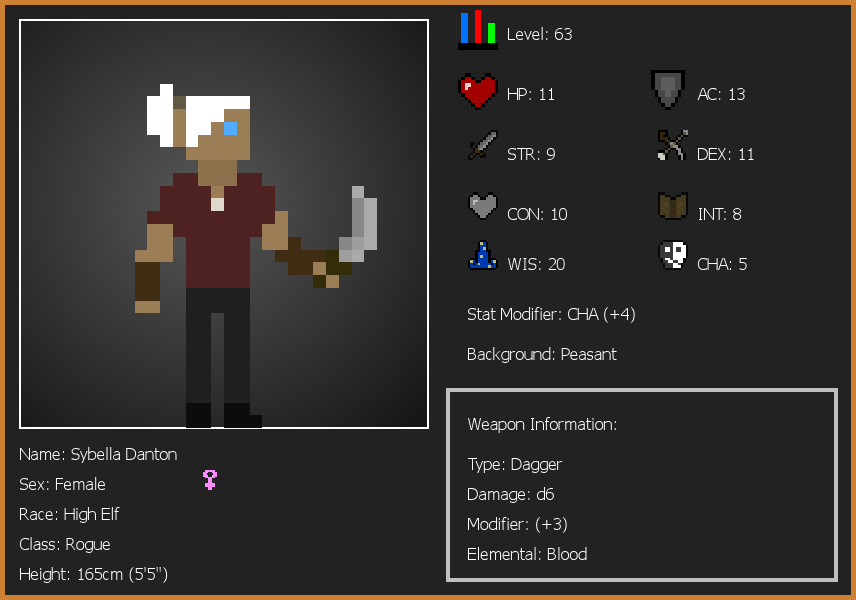 Level: 63
HP: 11
AC: 13
STR: 9
DEX: 11
CON: 10
INT: 8
WIS: 20
CHA: 5
Stat Modifier: CHA (+4)
Background: Peasant
Weapon Information:
Type: Dagger
Damage: d6
Modifier: (+3)
Elemental: Blood
Name: Sybella Danton
Sex: Female
Race: High Elf
Class: Rogue
Height: 165cm (5'5")